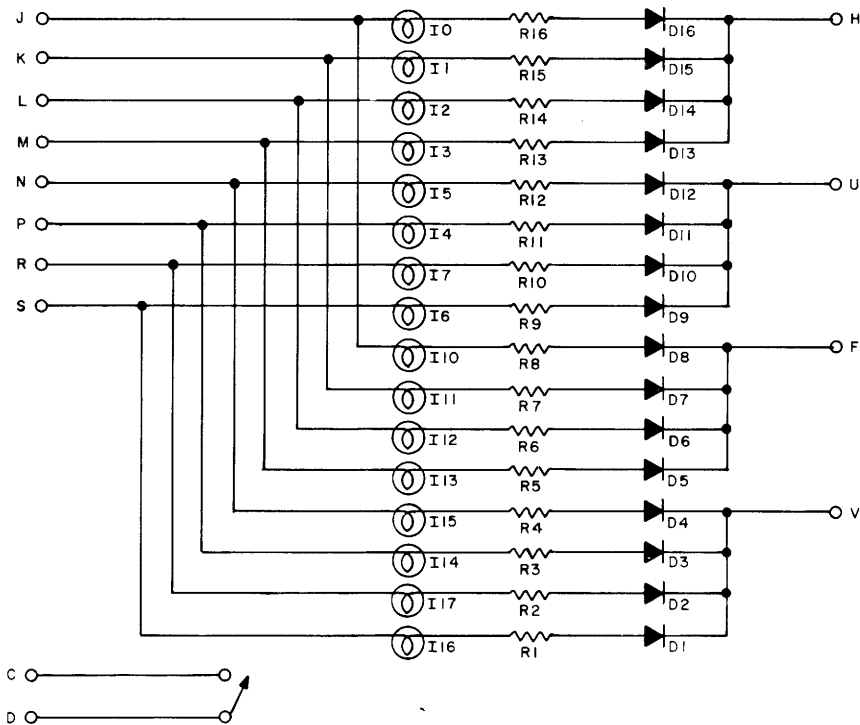 J I0 R16 D16 H
K I1 R15 D15
L I2 R14 D14
M I3 R13 D13
N I5 R12 D12 U
P I4 R11 D11
R I7 R10 D10
S I6 R9 D9
I10 R8 D8 F
I11 R7 D7
I12 R6 D6
I13 R5 D5
I15 R4 D4 V
I14 R3 D3
I17 R2 D2
I16 R1 D1
C
D